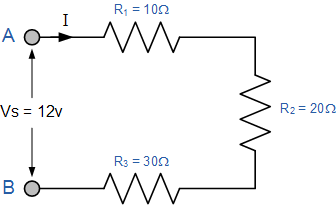 R₁ = 10Ω
I
A
Vs = 12v
R₂ = 20Ω
R₃ = 30Ω
B